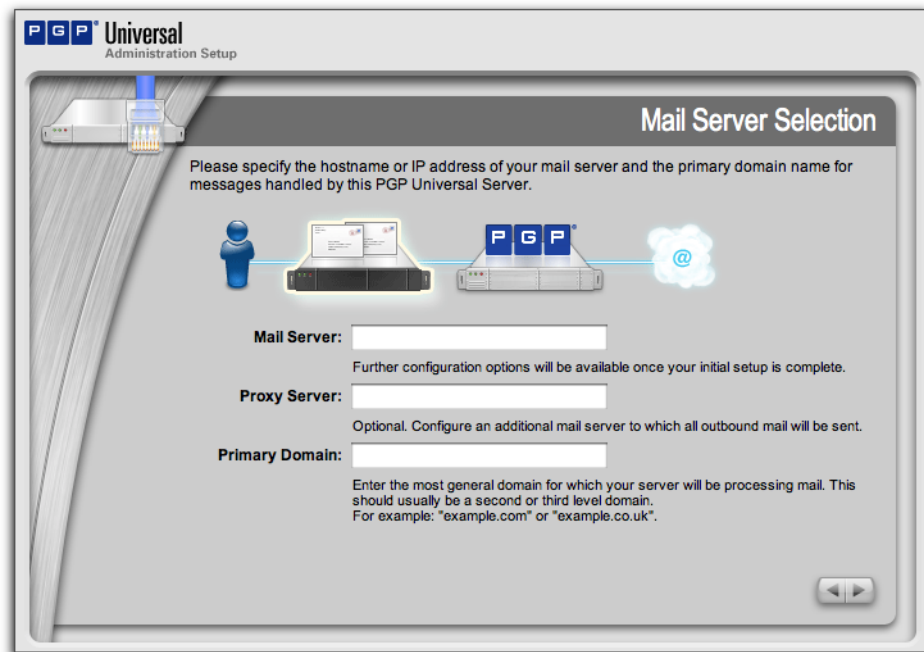 PGP® Universal
Administration Setup
Mail Server Selection
Please specify the hostname or IP address of your mail server and the primary domain name for
messages handled by this PGP Universal Server.
PGP®
@
Mail Server:
Further configuration options will be available once your initial setup is complete.
Proxy Server:
Optional. Configure an additional mail server to which all outbound mail will be sent.
Primary Domain:
Enter the most general domain for which your server will be processing mail. This
should usually be a second or third level domain.
For example: "example.com" or "example.co.uk".